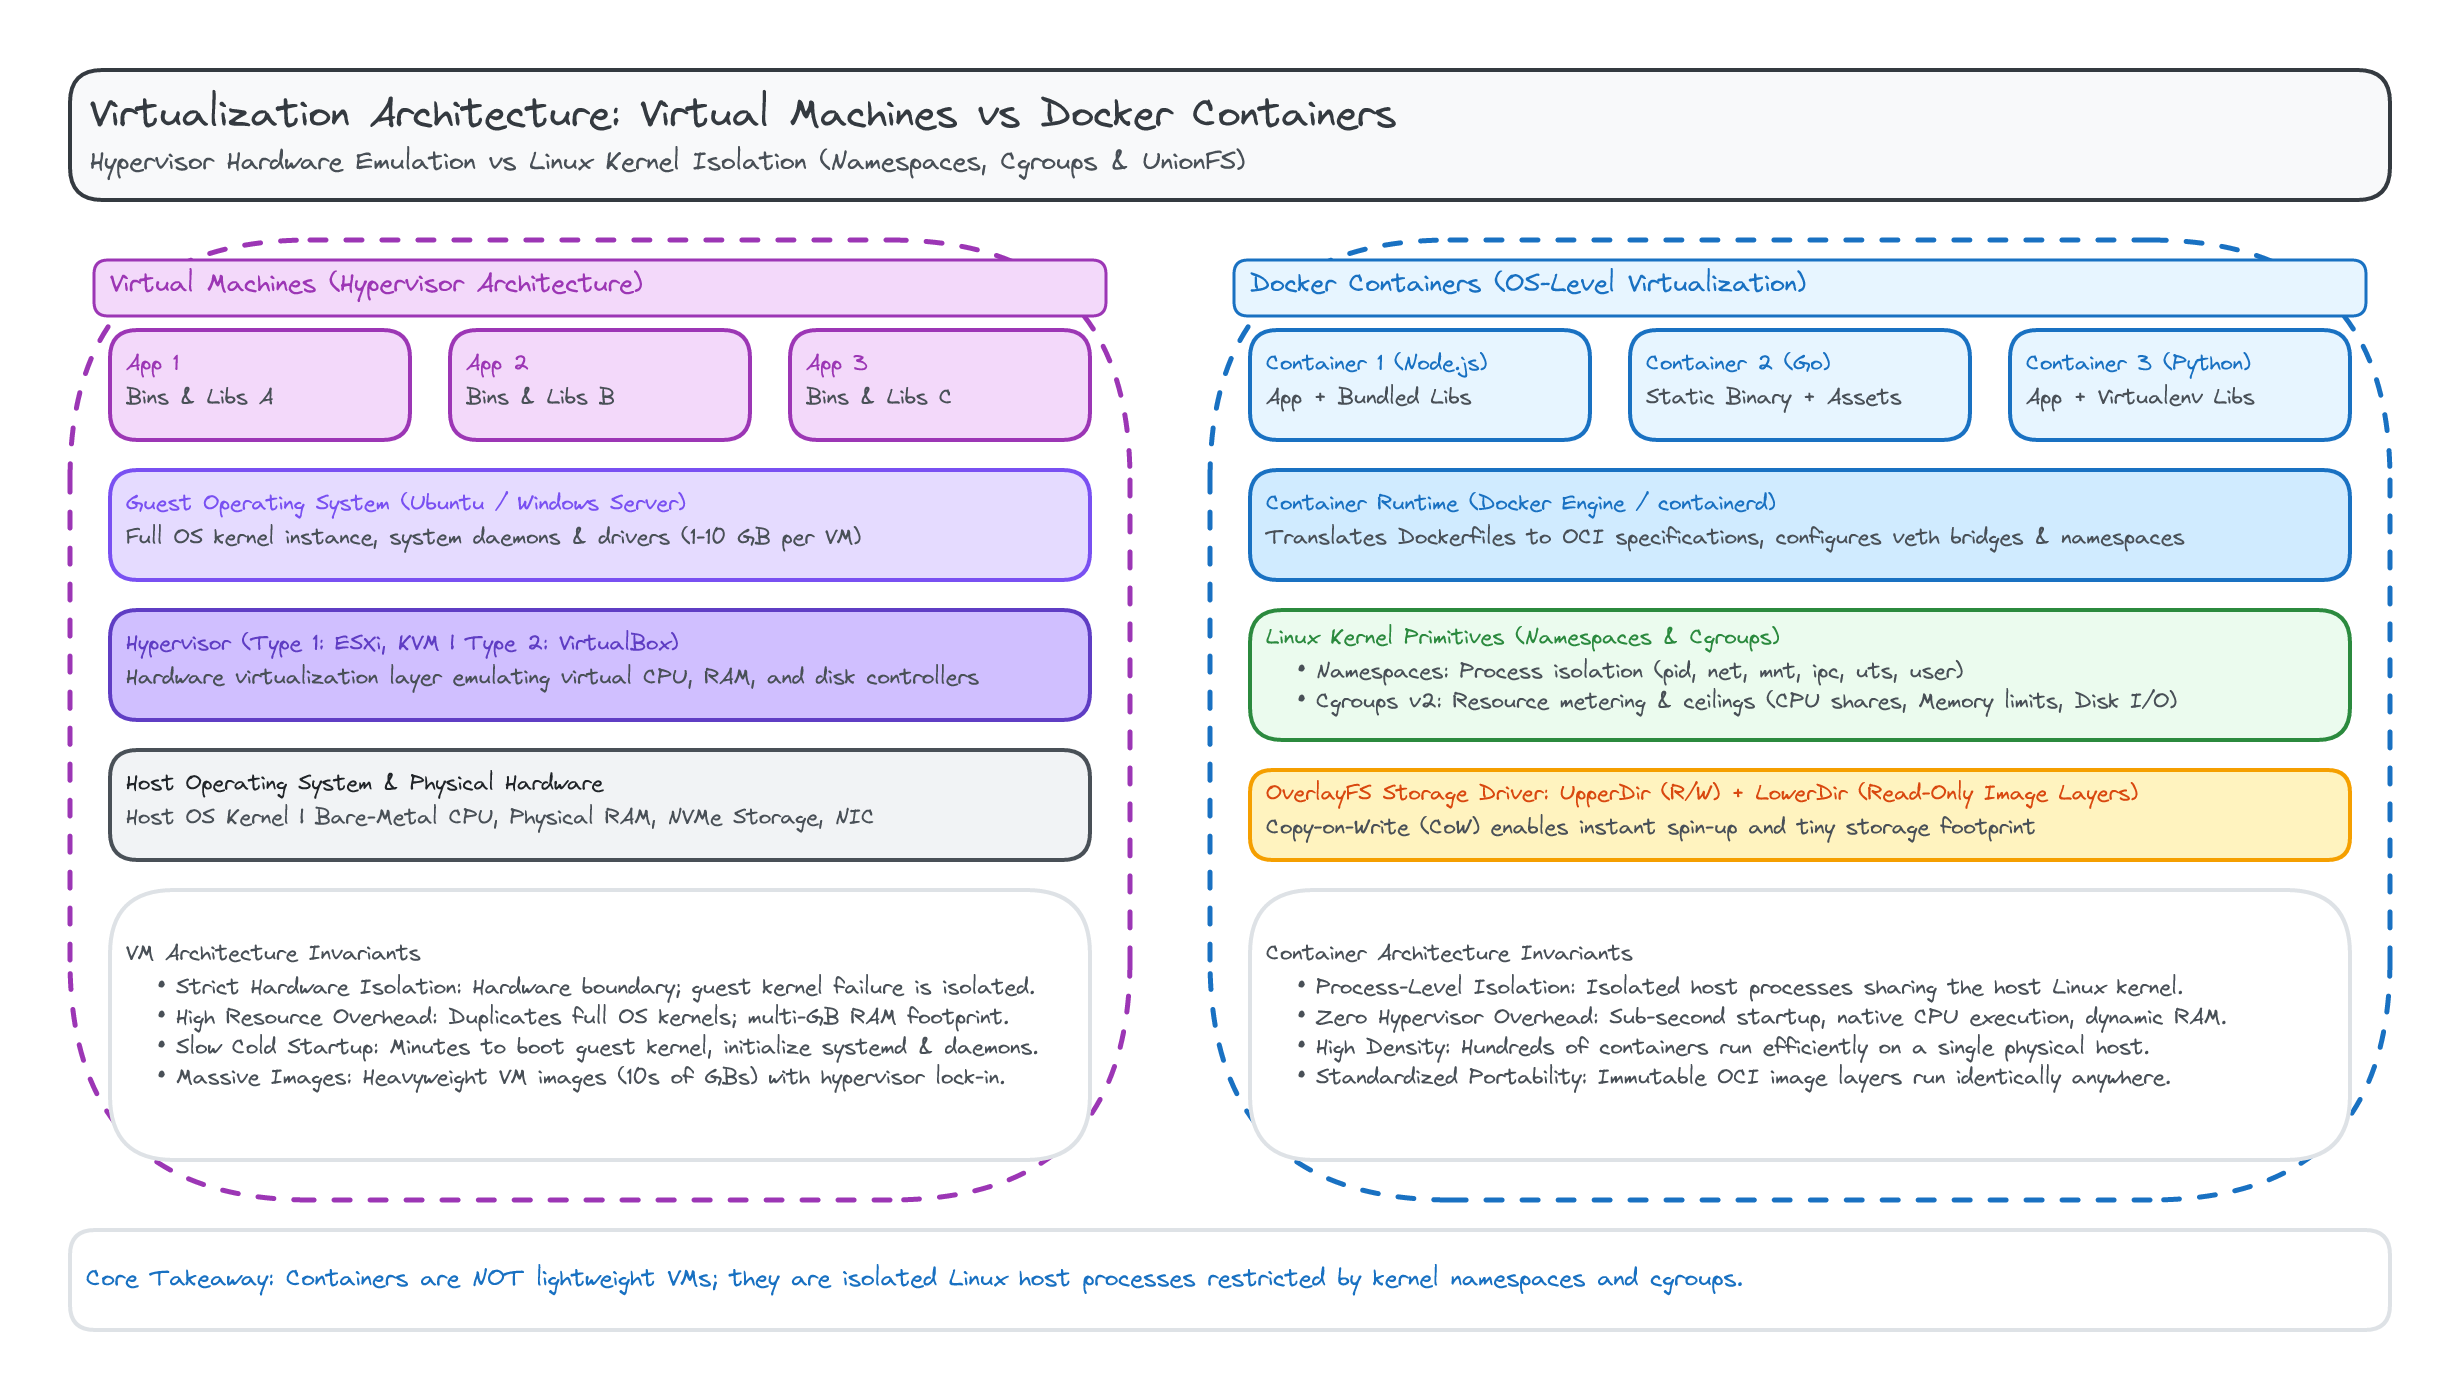 Virtualization Architecture: Virtual Machines vs Docker Containers
Hypervisor Hardware Emulation vs Linux Kernel Isolation (Namespaces, Cgroups & UnionFS)
Virtual Machines (Hypervisor Architecture)
App 1
Bins & Libs A
App 2
Bins & Libs B
App 3
Bins & Libs C
Guest Operating System (Ubuntu / Windows Server)
Full OS kernel instance, system daemons & drivers (1-10 GB per VM)
Hypervisor (Type 1: ESXi, KVM | Type 2: VirtualBox)
Hardware virtualization layer emulating virtual CPU, RAM, and disk controllers
Host Operating System & Physical Hardware
Host OS Kernel | Bare-Metal CPU, Physical RAM, NVMe Storage, NIC
VM Architecture Invariants
• Strict Hardware Isolation: Hardware boundary; guest kernel failure is isolated.
• High Resource Overhead: Duplicates full OS kernels; multi-GB RAM footprint.
• Slow Cold Startup: Minutes to boot guest kernel, initialize systemd & daemons.
• Massive Images: Heavyweight VM images (10s of GBs) with hypervisor lock-in.
Docker Containers (OS-Level Virtualization)
Container 1 (Node.js)
App + Bundled Libs
Container 2 (Go)
Static Binary + Assets
Container 3 (Python)
App + Virtualenv Libs
Container Runtime (Docker Engine / containerd)
Translates Dockerfiles to OCI specifications, configures veth bridges & namespaces
Linux Kernel Primitives (Namespaces & Cgroups)
• Namespaces: Process isolation (pid, net, mnt, ipc, uts, user)
• Cgroups v2: Resource metering & ceilings (CPU shares, Memory limits, Disk I/O)
OverlayFS Storage Driver: UpperDir (R/W) + LowerDir (Read-Only Image Layers)
Copy-on-Write (CoW) enables instant spin-up and tiny storage footprint
Container Architecture Invariants
• Process-Level Isolation: Isolated host processes sharing the host Linux kernel.
• Zero Hypervisor Overhead: Sub-second startup, native CPU execution, dynamic RAM.
• High Density: Hundreds of containers run efficiently on a single physical host.
• Standardized Portability: Immutable OCI image layers run identically anywhere.
Core Takeaway: Containers are NOT lightweight VMs; they are isolated Linux host processes restricted by kernel namespaces and cgroups.